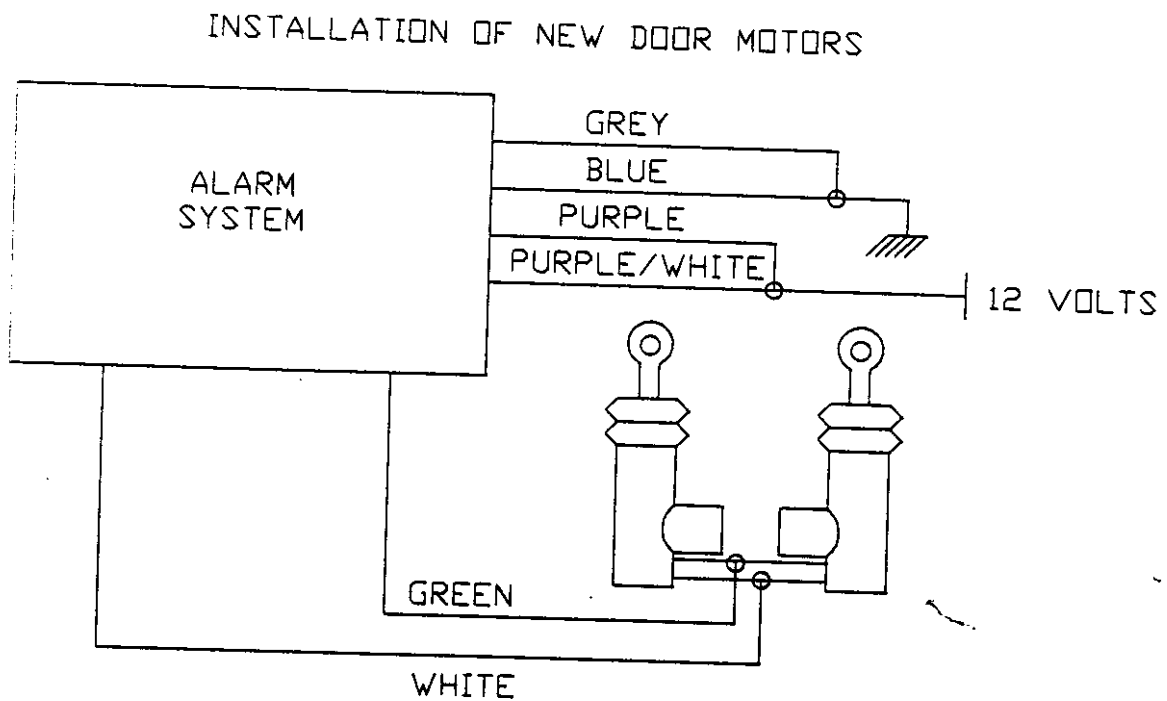 INSTALLATION OF NEW DOOR MOTORS
ALARM
SYSTEM
GREY
BLUE
PURPLE
PURPLE/WHITE
12 VOLTS
GREEN
WHITE